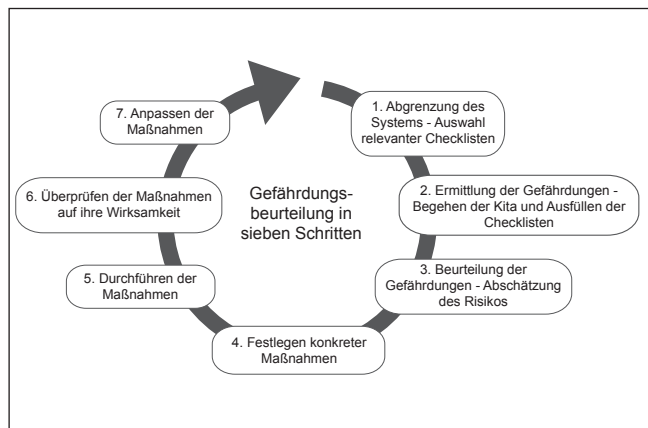 Gefährdungs-
beurteilung in
sieben Schritten
1. Abgrenzung des
Systems - Auswahl
relevanter Checklisten
2. Ermittlung der Gefährdungen -
Begehen der Kita und Ausfüllen der
Checklisten
3. Beurteilung der
Gefährdungen - Abschätzung
des Risikos
4. Festlegen konkreter
Maßnahmen
5. Durchführen der
Maßnahmen
6. Überprüfen der Maßnahmen
auf ihre Wirksamkeit
7. Anpassen der
Maßnahmen